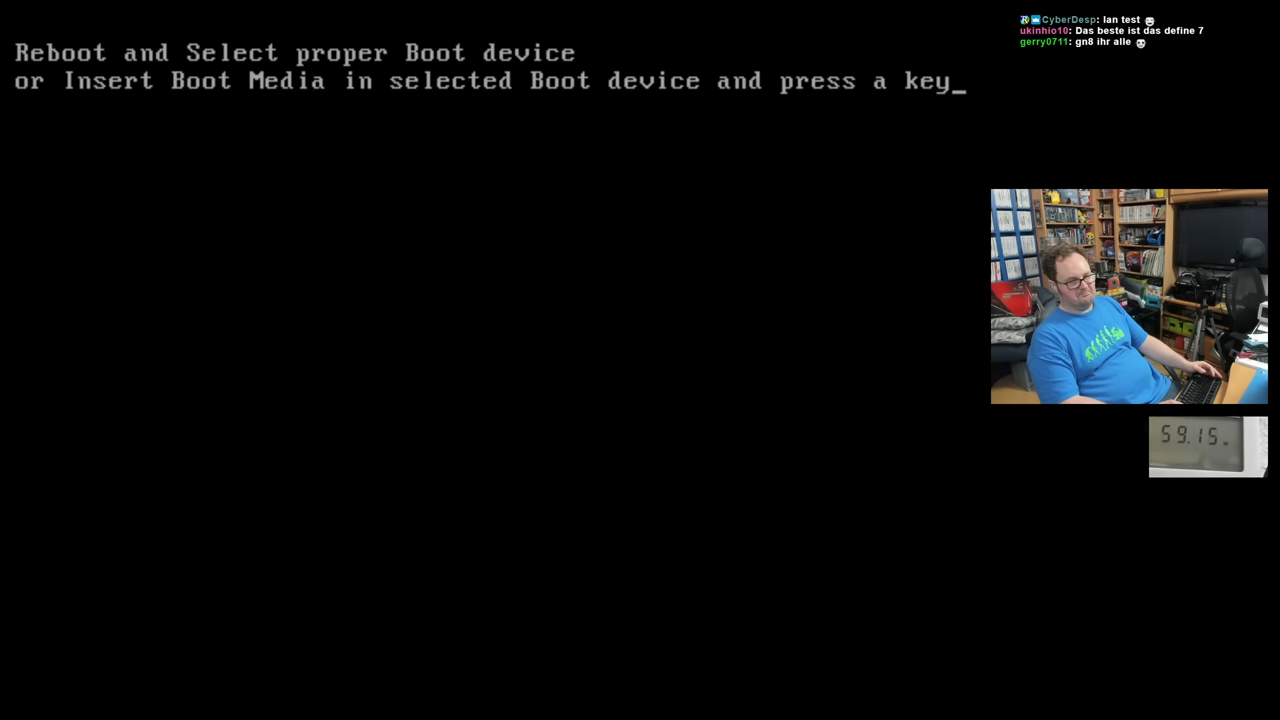 Reboot and Select proper Boot device
or Insert Boot Media in selected Boot device and press a key_
CyberDesp: lan test
ukinhio10: Das beste ist das define 7
gerry0711: gn8 ihr alle
59.15